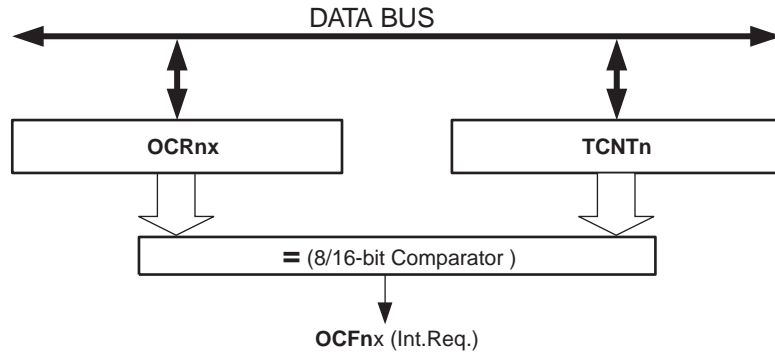 DATA BUS
OCRnx
TCNTn
= (8/16-bit Comparator )
OCFnx (Int.Req.)